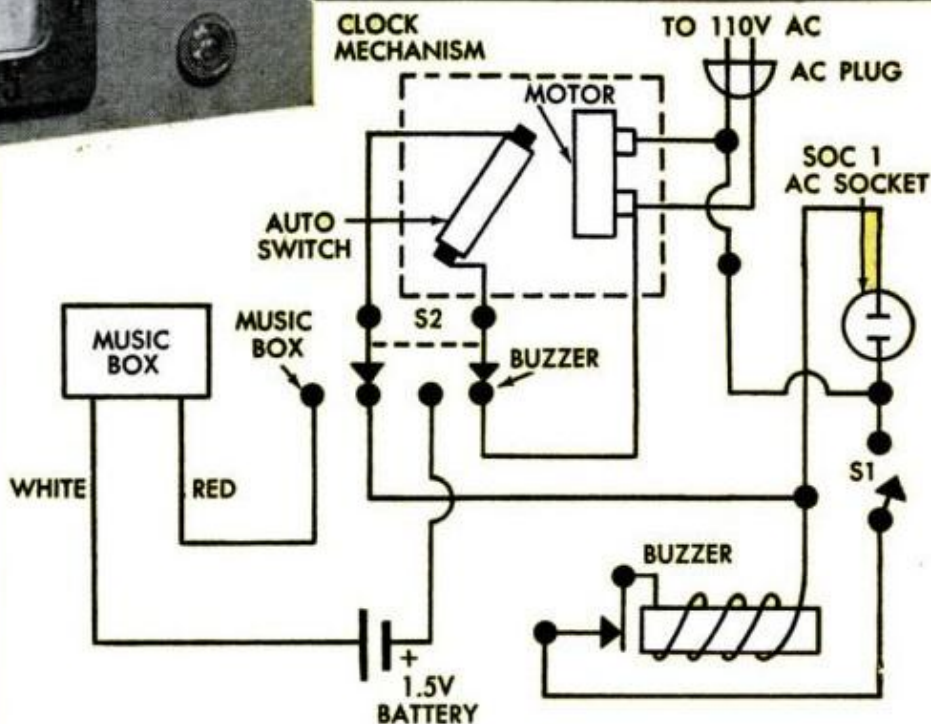 CLOCK
MECHANISM
TO 110V AC
AC PLUG
MOTOR
SOC 1
AC SOCKET
AUTO
SWITCH
S2
MUSIC
BOX
MUSIC
BOX
BUZZER
WHITE
RED
S1
BUZZER
+
1.5V
BATTERY